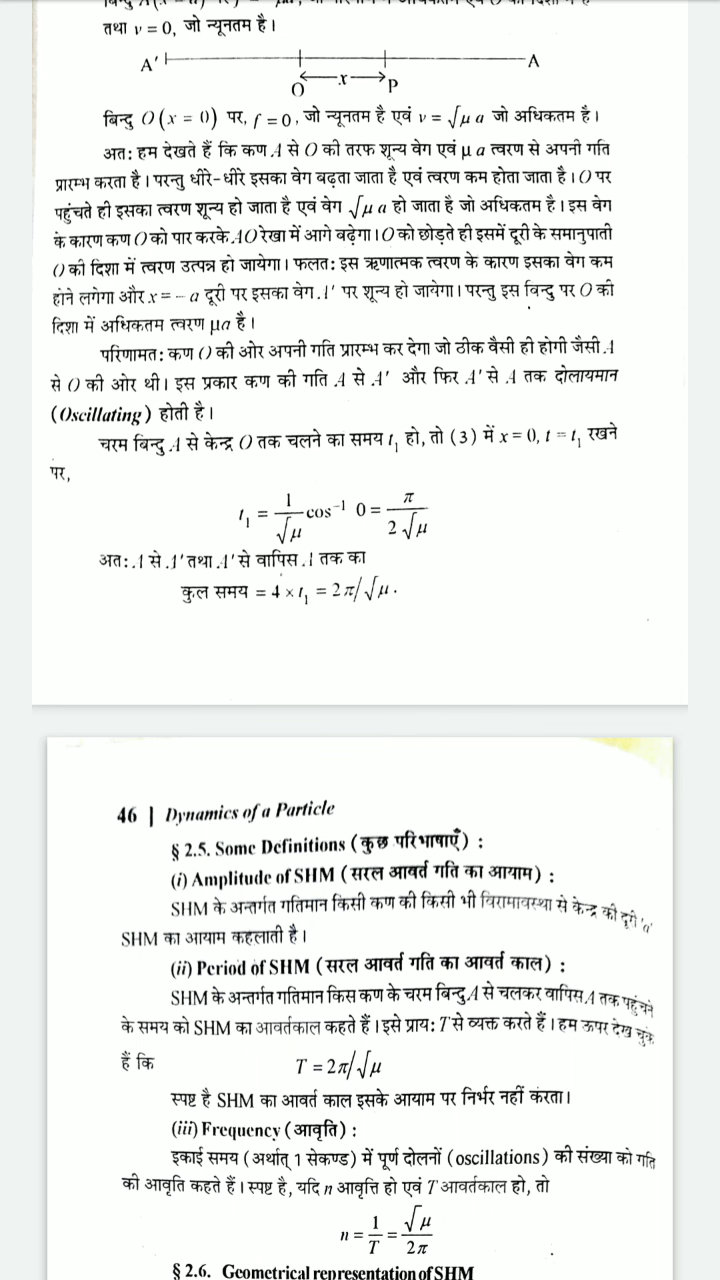 तथा v = 0, जो न्यूनतम है।
A' A
O x P
बिन्दु O (x = 0) पर, f = 0, जो न्यूनतम है एवं v = √μ a जो अधिकतम है।
अत: हम देखते हैं कि कण A से O की तरफ शून्य वेग एवं μ a त्वरण से अपनी गति
प्रारम्भ करता है। परन्तु धीरे-धीरे इसका वेग बढ़ता जाता है एवं त्वरण कम होता जाता है। O पर
पहुंचते ही इसका त्वरण शून्य हो जाता है एवं वेग √μ a हो जाता है जो अधिकतम है। इस वेग
के कारण कण O को पार करके AO रेखा में आगे बढ़ेगा। O को छोड़ते ही इसमें दूरी के समानुपाती
O की दिशा में त्वरण उत्पन्न हो जायेगा। फलत: इस ऋणात्मक त्वरण के कारण इसका वेग कम
होने लगेगा और x = – a दूरी पर इसका वेग A' पर शून्य हो जायेगा। परन्तु इस विन्दु पर O की
दिशा में अधिकतम त्वरण μa है।
परिणामत: कण O की ओर अपनी गति प्रारम्भ कर देगा जो ठीक वैसी ही होगी जैसी A
से O की ओर थी। इस प्रकार कण की गति A से A' और फिर A' से A तक दोलायमान
(Oscillating) होती है।
चरम बिन्दु A से केन्द्र O तक चलने का समय t₁ हो, तो (3) में x = 0, t = t₁ रखने
पर,
t₁ = 1/√μ cos⁻¹ 0 = π/2√μ
अत: A से A' तथा A' से वापिस A तक का
कुल समय = 4 × t₁ = 2π/√μ.
46 | Dynamics of a Particle
§ 2.5. Some Definitions (कुछ परिभाषाएँ) :
(i) Amplitude of SHM (सरल आवर्त गति का आयाम) :
SHM के अन्तर्गत गतिमान किसी कण की किसी भी विरामावस्था से केन्द्र की दूरी 'a'
SHM का आयाम कहलाती है।
(ii) Period of SHM (सरल आवर्त गति का आवर्त काल) :
SHM के अन्तर्गत गतिमान किस कण के चरम बिन्दु A से चलकर वापिस A तक पहुंचने
के समय को SHM का आवर्तकाल कहते हैं। इसे प्राय: T से व्यक्त करते हैं। हम ऊपर देख चुके
हैं कि T = 2π/√μ
स्पष्ट है SHM का आवर्त काल इसके आयाम पर निर्भर नहीं करता।
(iii) Frequency (आवृति) :
इकाई समय (अर्थात् 1 सेकण्ड) में पूर्ण दोलनों (oscillations) की संख्या को गति
की आवृति कहते हैं। स्पष्ट है, यदि n आवृत्ति हो एवं T आवर्तकाल हो, तो
n = 1/T = √μ/2π
§ 2.6. Geometrical representation of SHM